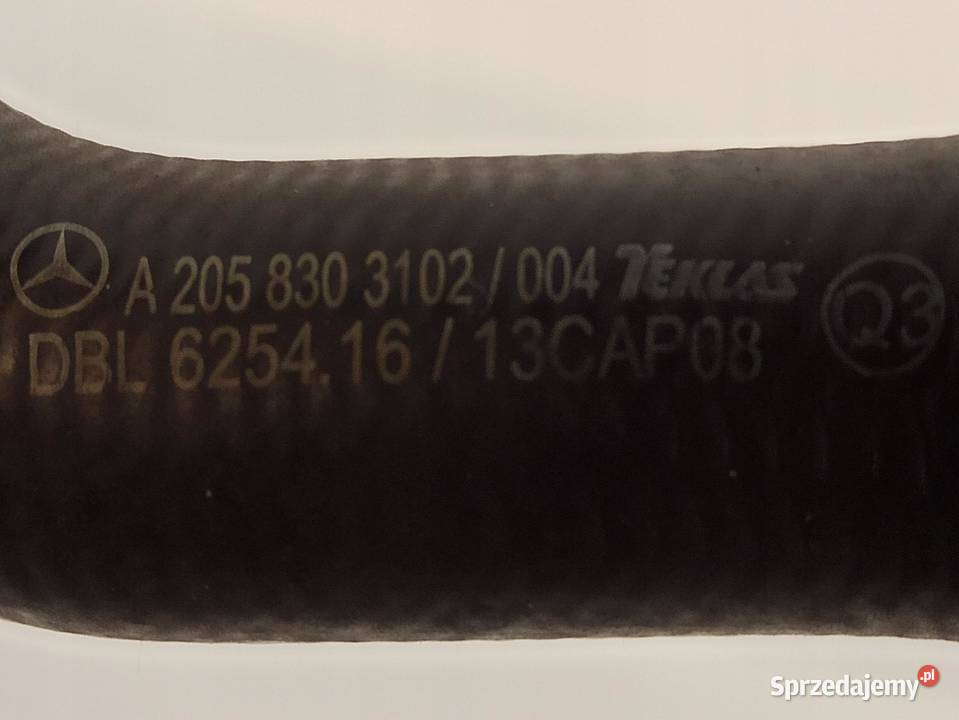 A 205 830 3102 / 004 TEKLAS Q3
DBL 6254.16 / 13CAP08
Sprzedajemy.pl